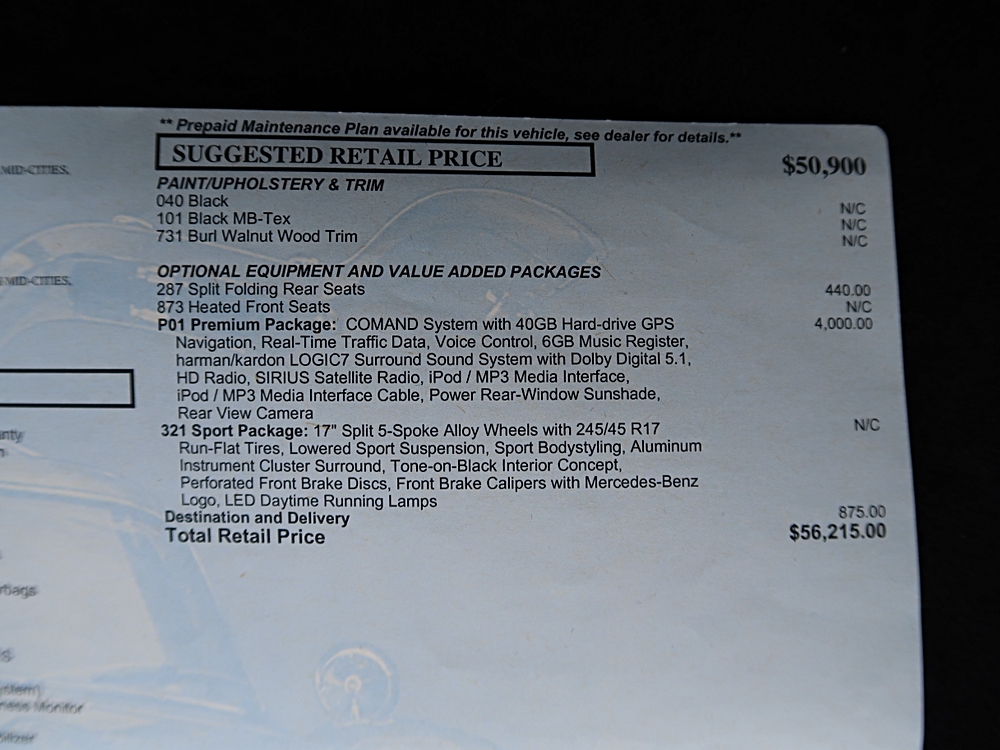 ** Prepaid Maintenance Plan available for this vehicle, see dealer for details.**
SUGGESTED RETAIL PRICE $50,900
MID-CITIES.
PAINT/UPHOLSTERY & TRIM
040 Black N/C
101 Black MB-Tex N/C
731 Burl Walnut Wood Trim N/C
OPTIONAL EQUIPMENT AND VALUE ADDED PACKAGES
MID-CITIES.
287 Split Folding Rear Seats 440.00
873 Heated Front Seats N/C
P01 Premium Package: COMAND System with 40GB Hard-drive GPS 4,000.00
Navigation, Real-Time Traffic Data, Voice Control, 6GB Music Register,
harman/kardon LOGIC7 Surround Sound System with Dolby Digital 5.1,
HD Radio, SIRIUS Satellite Radio, iPod / MP3 Media Interface,
iPod / MP3 Media Interface Cable, Power Rear-Window Sunshade,
Rear View Camera
321 Sport Package: 17" Split 5-Spoke Alloy Wheels with 245/45 R17 N/C
Run-Flat Tires, Lowered Sport Suspension, Sport Bodystyling, Aluminum
Instrument Cluster Surround, Tone-on-Black Interior Concept,
Perforated Front Brake Discs, Front Brake Calipers with Mercedes-Benz
Logo, LED Daytime Running Lamps
Destination and Delivery 875.00
Total Retail Price $56,215.00
Monitor